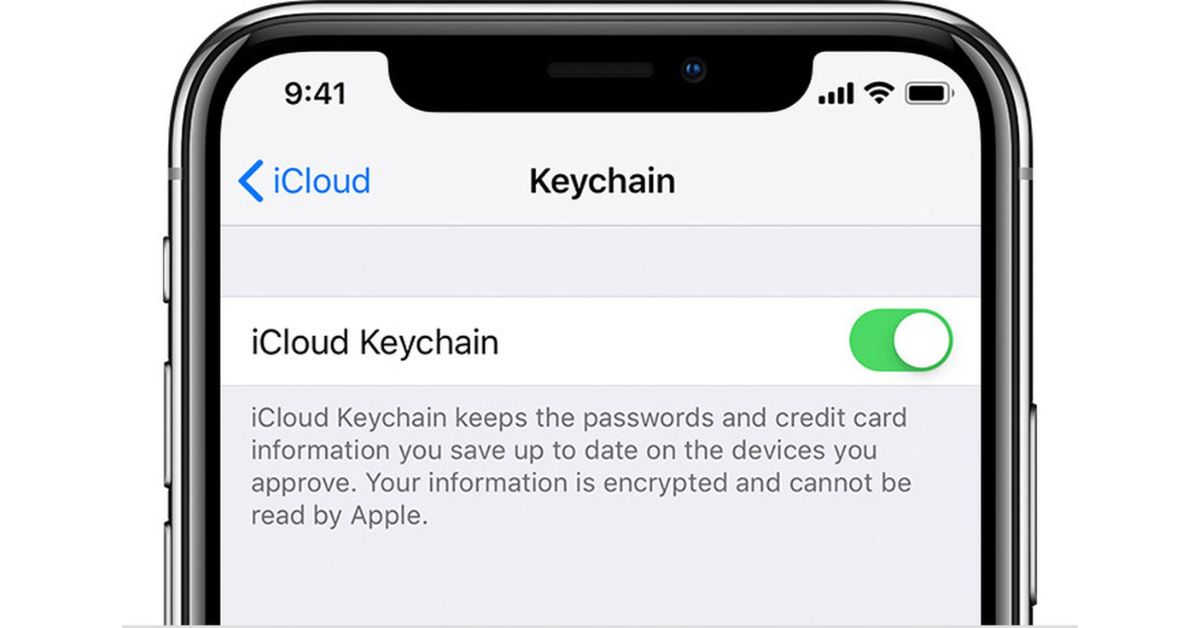 9:41
iCloud
Keychain
iCloud Keychain
iCloud Keychain keeps the passwords and credit card
information you save up to date on the devices you
approve. Your information is encrypted and cannot be
read by Apple.